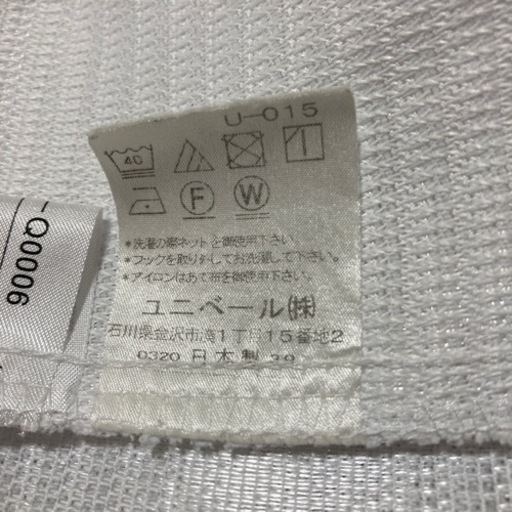 U-015
40
F W
*洗濯の際ネットを御使用下さい
*フックを取り外してお洗濯して下さい。
*アイロンはあて布を御使用下さい
ユニベール(株)
石川県金沢市湊1丁目15番地2
0320 日本製 39
9000Q-